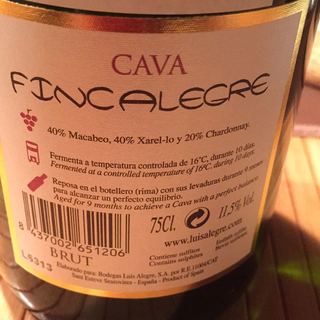 CAVA
FINCALEGRE
40% Macabeo, 40% Xarel-lo y 20% Chardonnay.
Fermenta a temperatura controlada de 16°C, durante 10 días.
Fermented at a controlled temperature of 16°C, during 10 days.
Reposa en el botellero (rima) con sus levaduras durante 9 meses
para alcanzar un perfecto equilibrio.
Aged for 9 months to achieve a Cava with a perfect balance.
75Cl. 11.5% Vol.
www.luisalegre.com
8 437002 651206
L5313
BRUT
Contiene sulfitos
Contains sulphites
Elaborado para: Bodegas Luis Alegre, S.A. por R.E.
Sant Esteve Sesrovires - España - Product of Spain